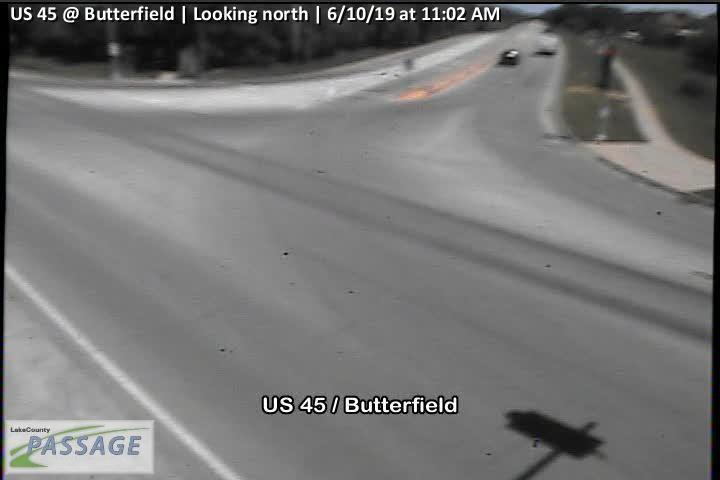 US 45 @ Butterfield | Looking north | 6/10/19 at 11:02 AM
US 45 / Butterfield
LakeCounty
PASSAGE